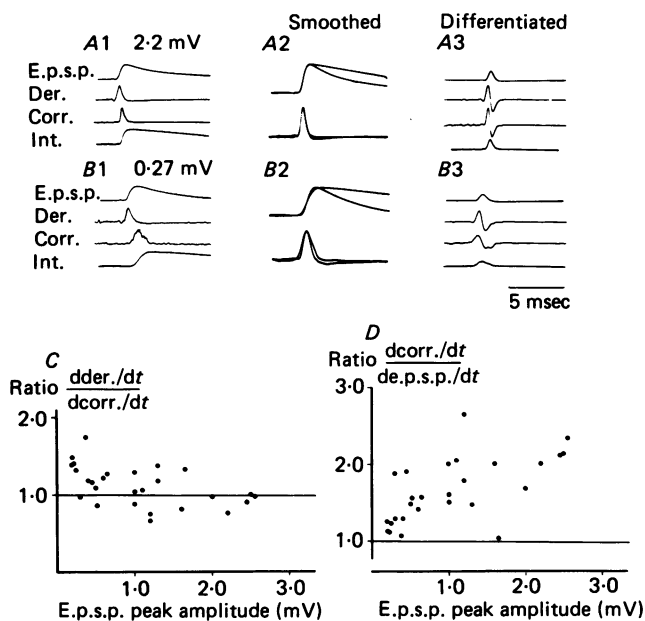 Smoothed Differentiated
A1 2·2 mV A2 A3
E.p.s.p.
Der.
Corr.
Int.
B1 0·27 mV B2 B3
E.p.s.p.
Der.
Corr.
Int.
5 msec
C
Ratio dder./dt
dcorr./dt
2·0
1·0
1·0 2·0 3·0
E.p.s.p. peak amplitude (mV)
D
Ratio dcorr./dt
de.p.s.p./dt
3·0
2·0
1·0
1·0 2·0 3·0
E.p.s.p. peak amplitude (mV)